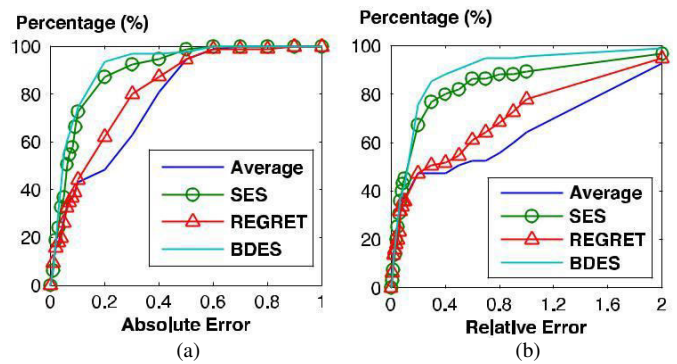 Percentage (%)
100
80
60
40
20
0
0 0.2 0.4 0.6 0.8 1
Absolute Error
Average
SES
REGRET
BDES
(a)
Percentage (%)
100
80
60
40
20
0
0 0.4 0.8 1.2 1.6 2
Relative Error
Average
SES
REGRET
BDES
(b)